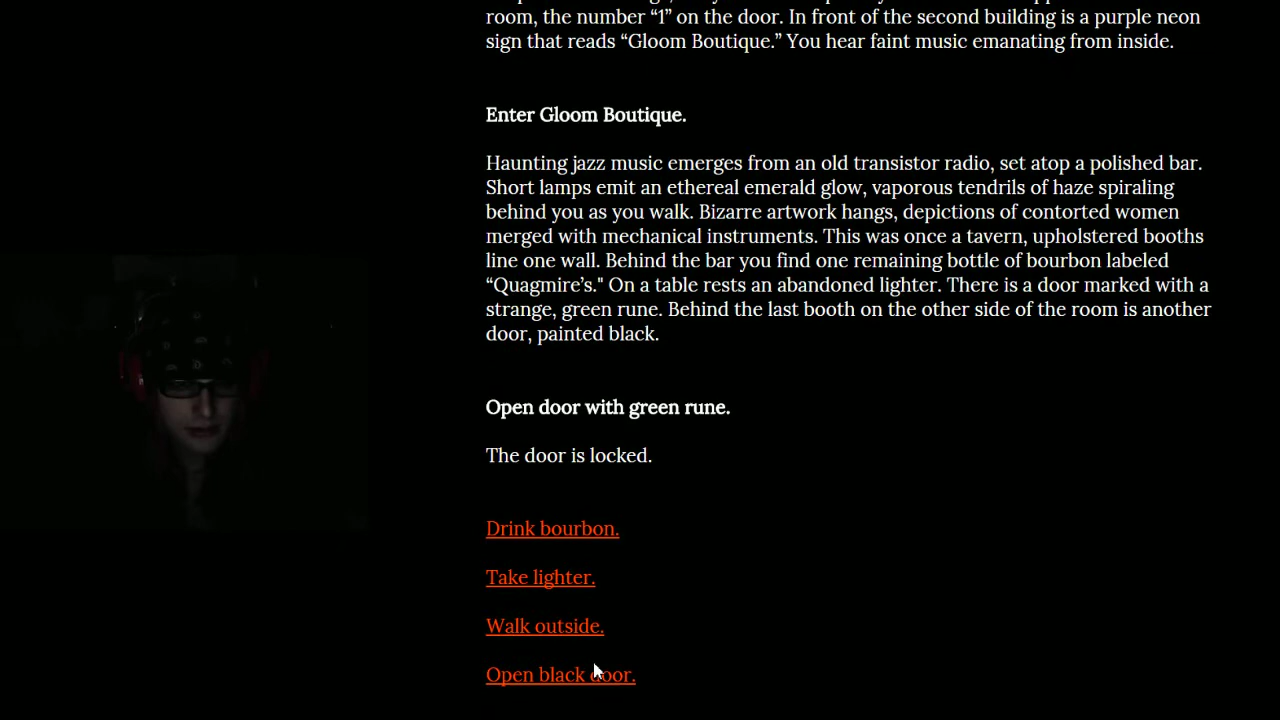 room, the number “1” on the door. In front of the second building is a purple neon
sign that reads “Gloom Boutique.” You hear faint music emanating from inside.
Enter Gloom Boutique.
Haunting jazz music emerges from an old transistor radio, set atop a polished bar.
Short lamps emit an ethereal emerald glow, vaporous tendrils of haze spiraling
behind you as you walk. Bizarre artwork hangs, depictions of contorted women
merged with mechanical instruments. This was once a tavern, upholstered booths
line one wall. Behind the bar you find one remaining bottle of bourbon labeled
“Quagmire’s." On a table rests an abandoned lighter. There is a door marked with a
strange, green rune. Behind the last booth on the other side of the room is another
door, painted black.
Open door with green rune.
The door is locked.
Drink bourbon.
Take lighter.
Walk outside.
Open black door.